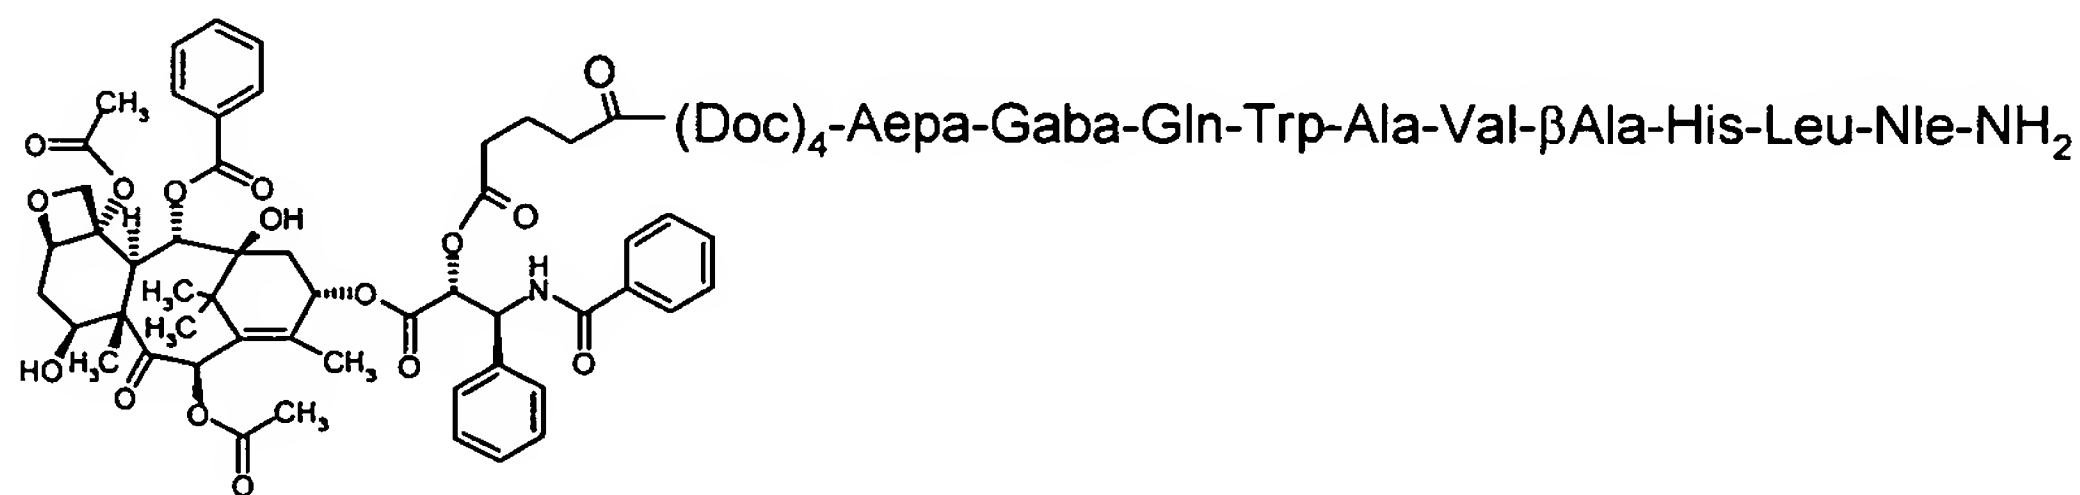 O
CH₃
(Doc)₄-Aepa-Gaba-Gln-Trp-Ala-Val-βAla-His-Leu-Nle-NH₂
O
O
O
O
O
H
OH
O
O
H
N
H₃C
O
H₃C
O
O
HO
H₃C
CH₃
O
O
CH₃
O